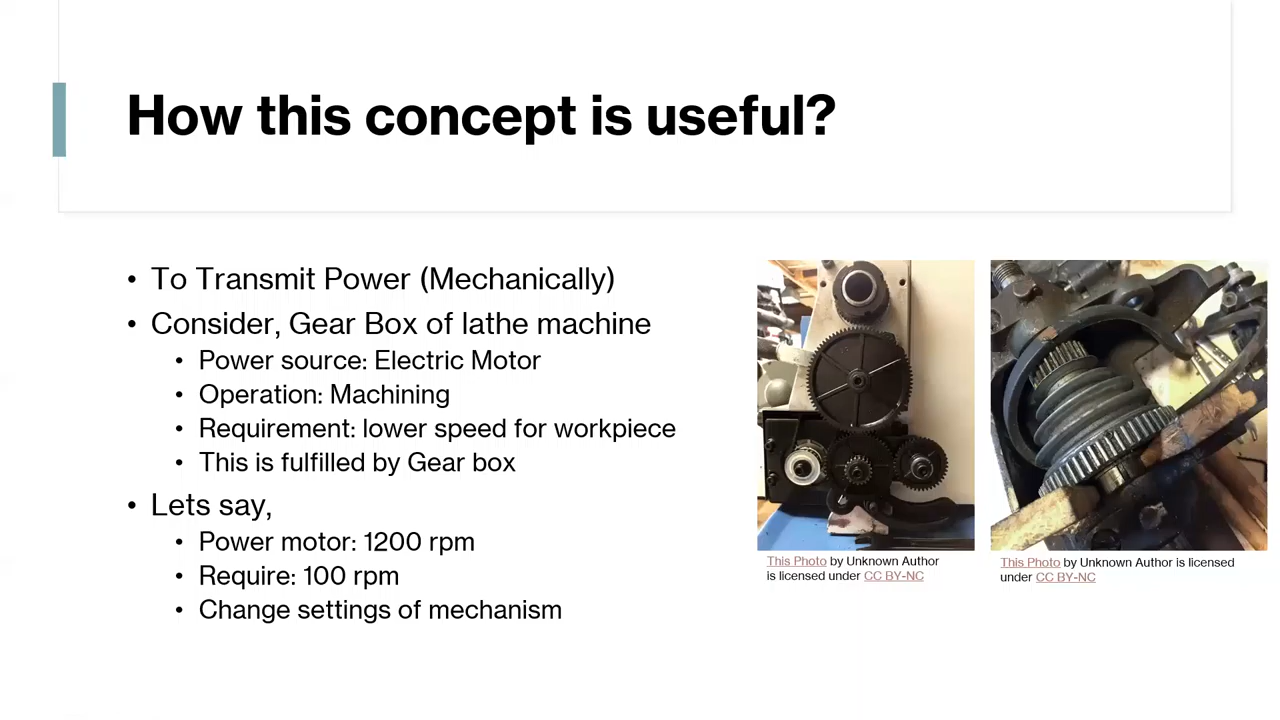 How this concept is useful?
• To Transmit Power (Mechanically)
• Consider, Gear Box of lathe machine
• Power source: Electric Motor
• Operation: Machining
• Requirement: lower speed for workpiece
• This is fulfilled by Gear box
• Lets say,
• Power motor: 1200 rpm
• Require: 100 rpm
• Change settings of mechanism
This Photo by Unknown Author
is licensed under CC BY-NC
This Photo by Unknown Author is licensed
under CC BY-NC